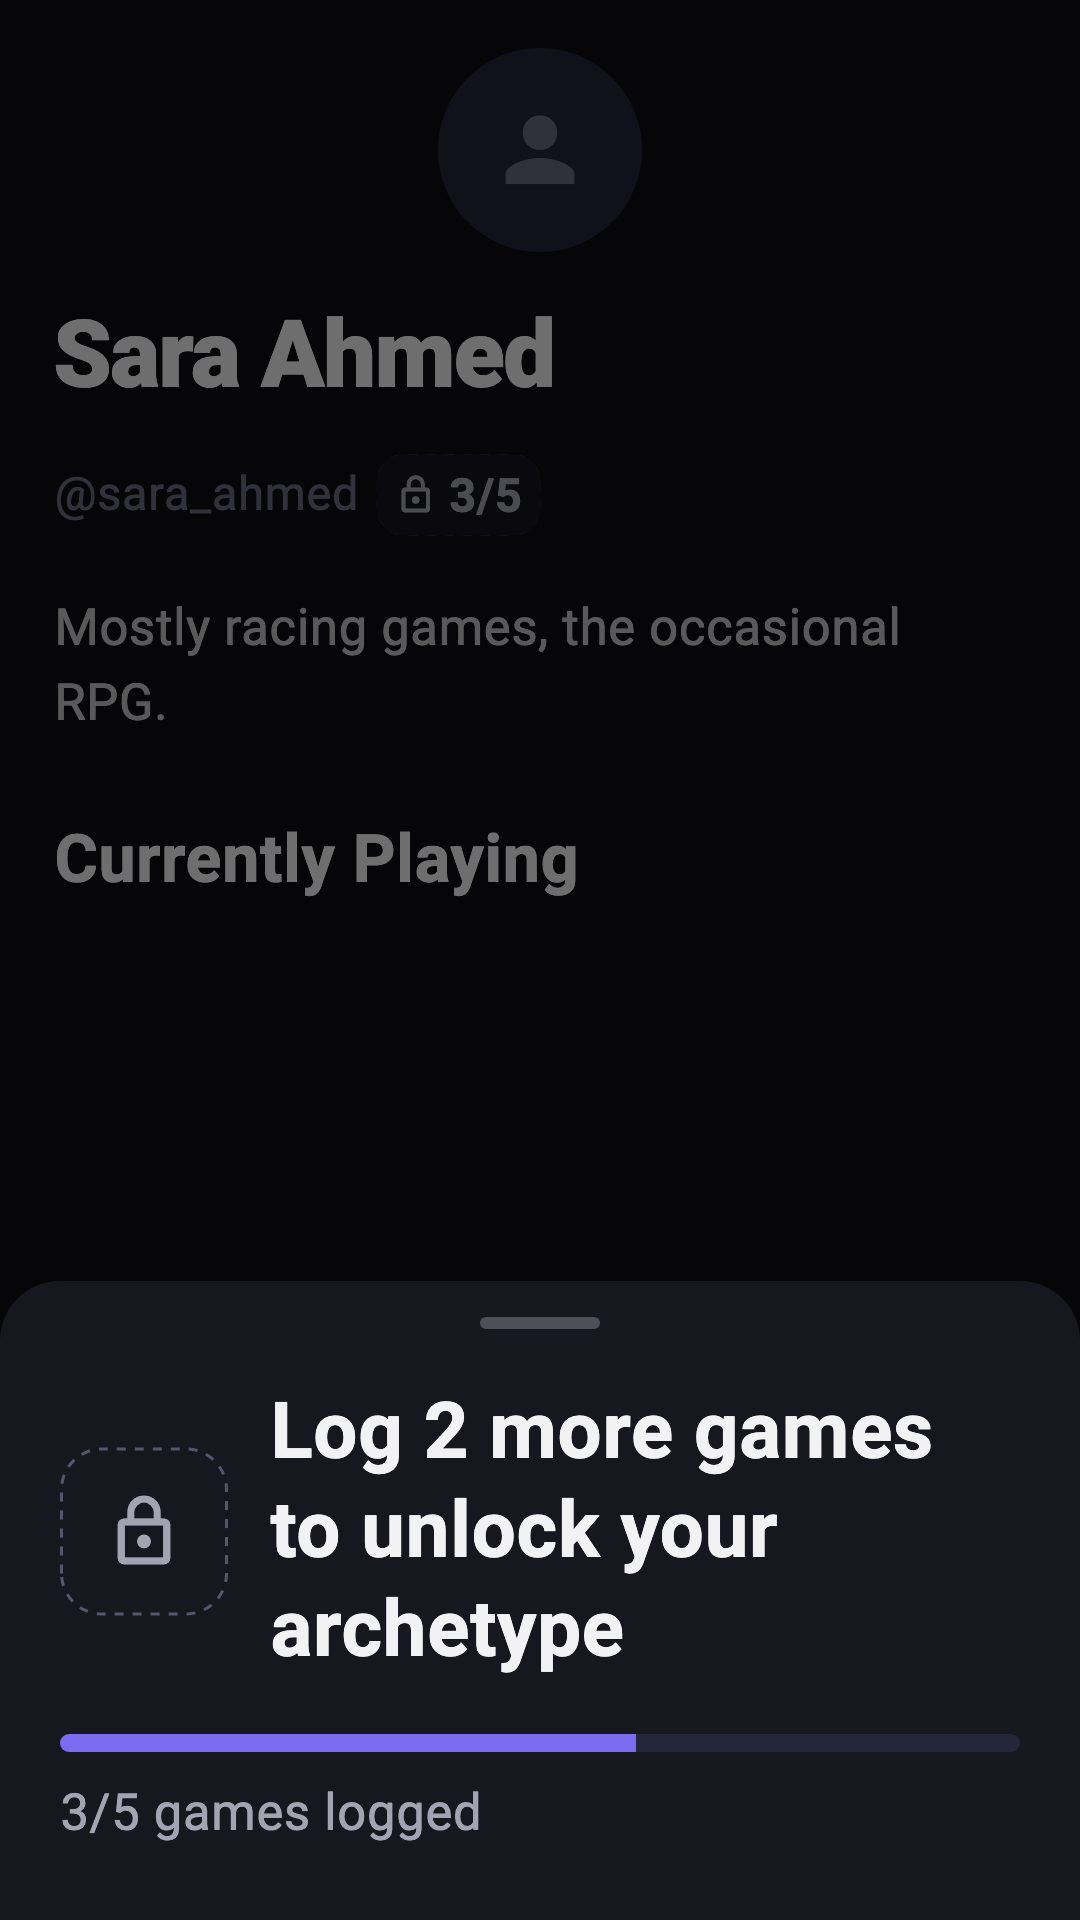 Sara Ahmed
@sara_ahmed 3/5
Mostly racing games, the occasional
RPG.
Currently Playing
Log 2 more games
to unlock your
archetype
3/5 games logged